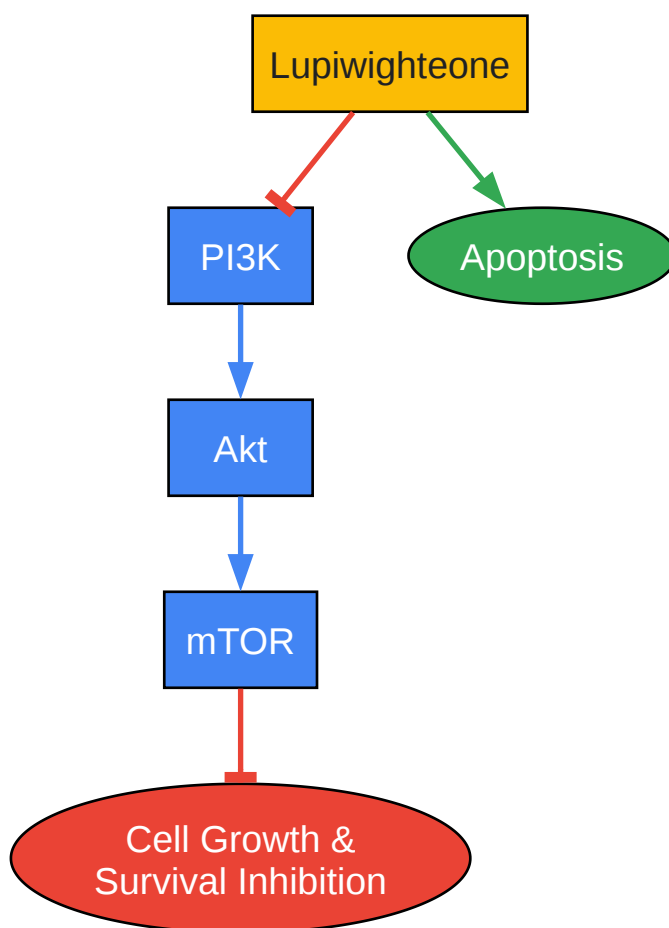 Lupiwighteone
PI3K
Apoptosis
Akt
mTOR
Cell Growth &
Survival Inhibition